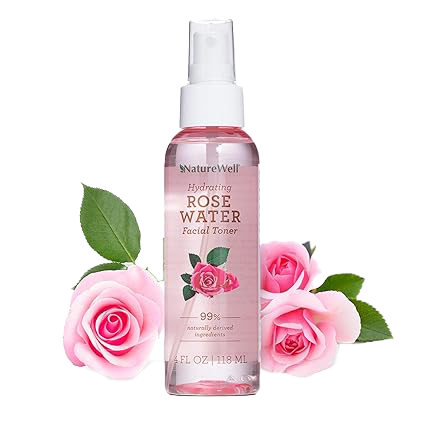 NatureWell
Hydrating
ROSE
WATER
Facial Toner
99%
naturally derived
ingredients
4 FL OZ | 118 ML